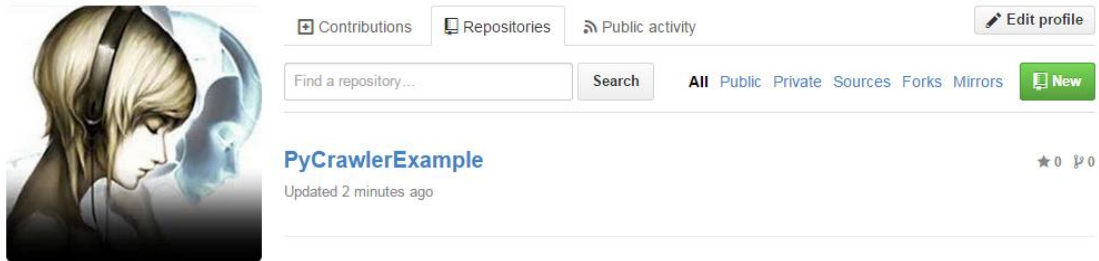 Contributions Repositories Public activity Edit profile
Find a repository... Search All Public Private Sources Forks Mirrors New
PyCrawlerExample 0 0
Updated 2 minutes ago